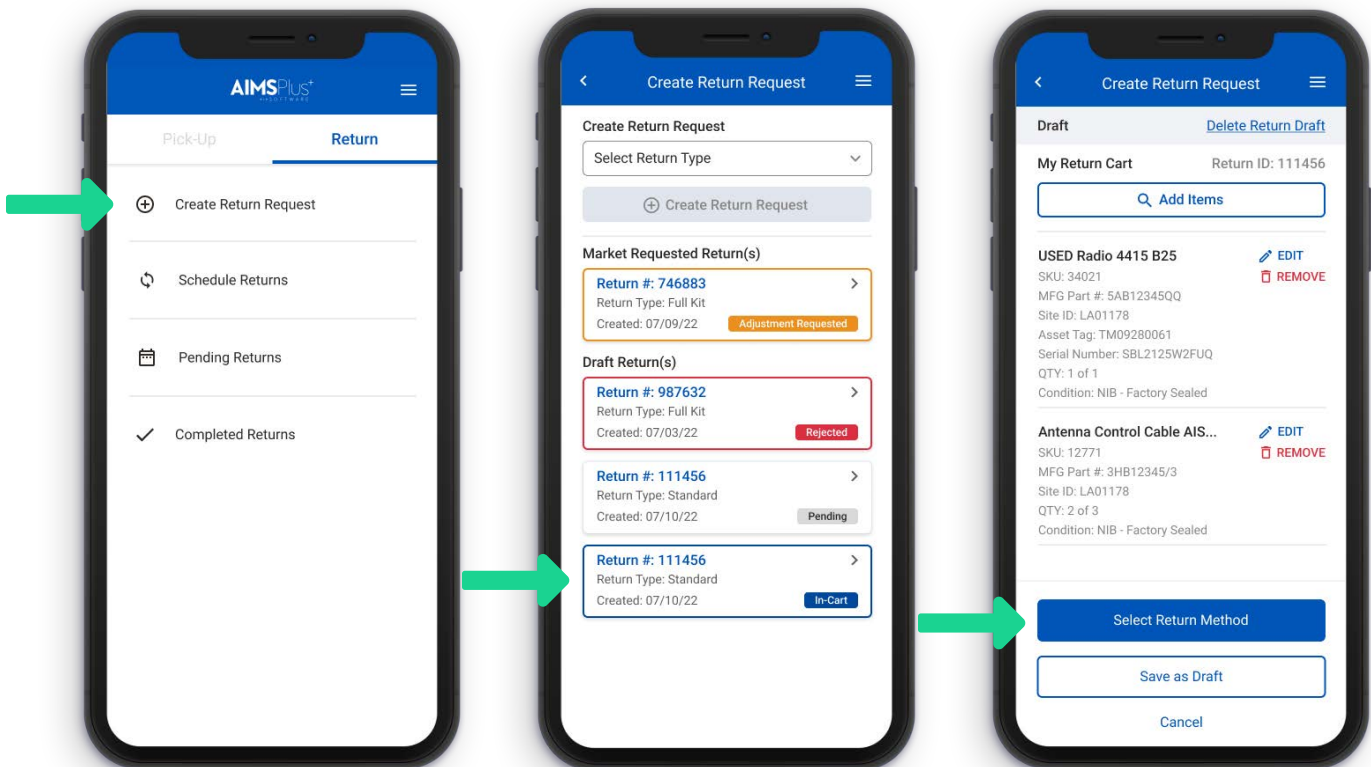 AIMSPlus+
SOFTWARE
Pick-Up
Return
Create Return Request
Schedule Returns
Pending Returns
Completed Returns
Create Return Request
Create Return Request
Select Return Type
Create Return Request
Market Requested Return(s)
Return #: 746883
Return Type: Full Kit
Created: 07/09/22
Adjustment Requested
Draft Return(s)
Return #: 987632
Return Type: Full Kit
Created: 07/03/22
Rejected
Return #: 111456
Return Type: Standard
Created: 07/10/22
Pending
Return #: 111456
Return Type: Standard
Created: 07/10/22
In-Cart
Create Return Request
Draft
Delete Return Draft
My Return Cart
Return ID: 111456
Add Items
USED Radio 4415 B25
EDIT
SKU: 34021
REMOVE
MFG Part #: 5AB12345QQ
Site ID: LA01178
Asset Tag: TM09280061
Serial Number: SBL2125W2FUQ
QTY: 1 of 1
Condition: NIB - Factory Sealed
Antenna Control Cable AIS...
EDIT
SKU: 12771
REMOVE
MFG Part #: 3HB12345/3
Site ID: LA01178
QTY: 2 of 3
Condition: NIB - Factory Sealed
Select Return Method
Save as Draft
Cancel